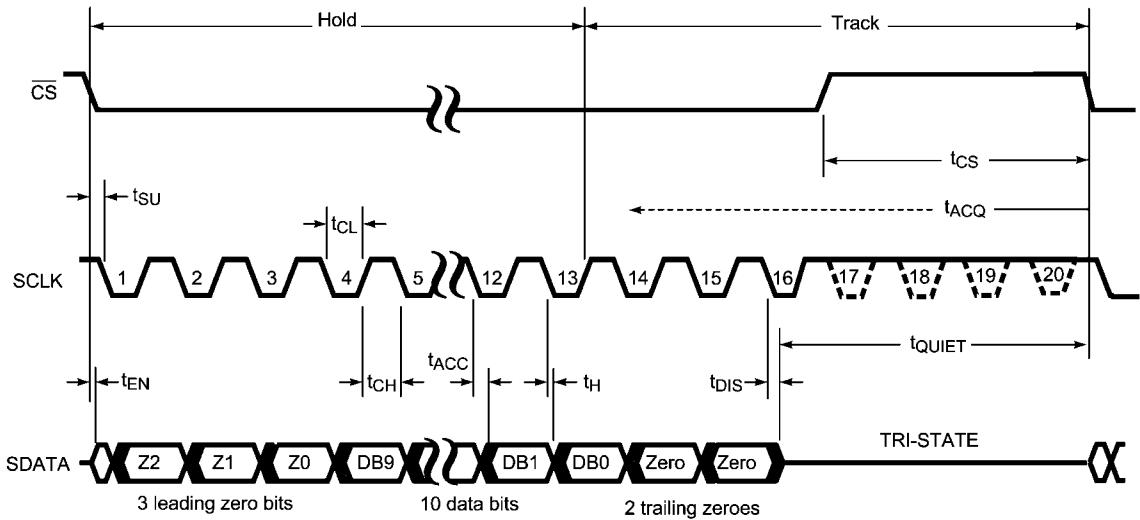 Hold Track
CS
tCS
tSU
tACQ
tCL
SCLK 1 2 3 4 5 12 13 14 15 16 17 18 19 20
tQUIET
tACC
tEN tCH tH tDIS
TRI-STATE
SDATA Z2 Z1 Z0 DB9 DB1 DB0 Zero Zero
3 leading zero bits 10 data bits 2 trailing zeroes